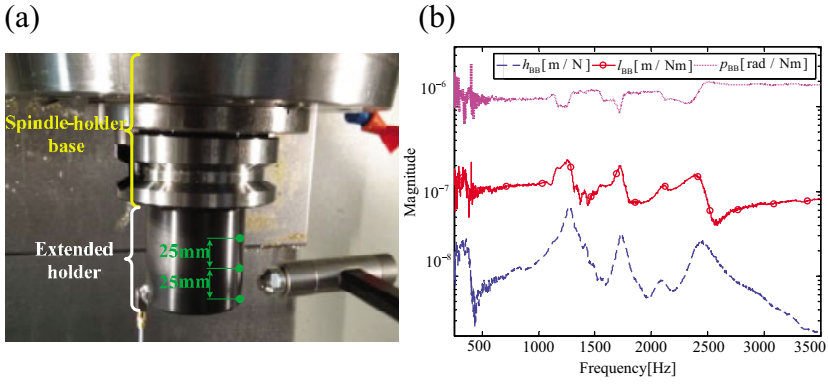 (a)
(b)
Spindle-holder
base
Extended
holder
25mm
25mm
h_BB[m / N] l_BB[m / Nm] p_BB[rad / Nm]
Magnitude
10^-6
10^-7
10^-8
500 1000 1500 2000 2500 3000 3500
Frequency[Hz]